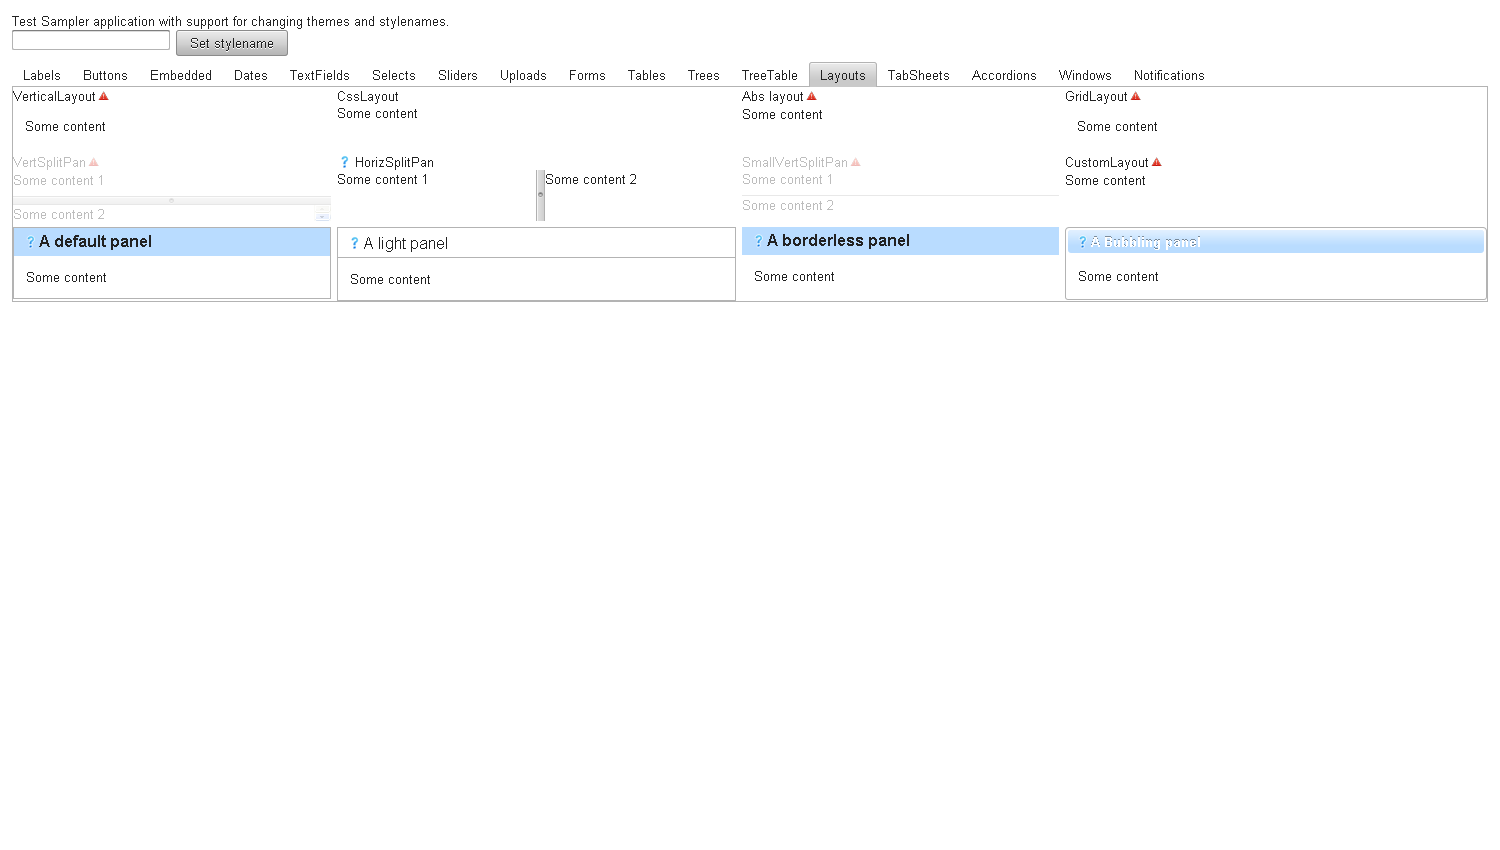 Test Sampler application with support for changing themes and stylenames.
Set stylename
Labels Buttons Embedded Dates TextFields Selects Sliders Uploads Forms Tables Trees TreeTable Layouts TabSheets Accordions Windows Notifications
VerticalLayout CssLayout Abs layout GridLayout
Some content Some content Some content Some content
VertSplitPan ? HorizSplitPan SmallVertSplitPan CustomLayout
Some content 1 Some content 1 Some content 2 Some content 1 Some content
Some content 2 Some content 2
? A default panel ? A light panel ? A borderless panel ? A Bubbling panel
Some content Some content Some content Some content